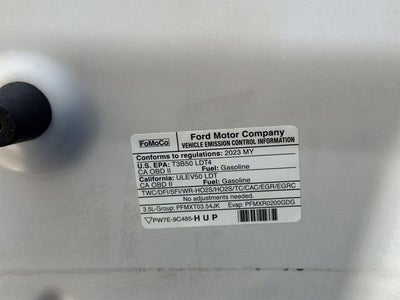 FoMoCo
Ford Motor Company
VEHICLE EMISSION CONTROL INFORMATION
Conforms to regulations: 2023 MY
U.S. EPA: T3B50 LDT4
CA OBD II Fuel: Gasoline
California: ULEV50 LDT
CA OBD II Fuel: Gasoline
TWC/DFI/SFI/WR-HO2S/HO2S/TC/CAC/EGR/EGRC
No adjustments needed.
3.5L-Group: PFMXT03.54JK Evap: PFMXR0200GDG
PW7E-9C485-HUP